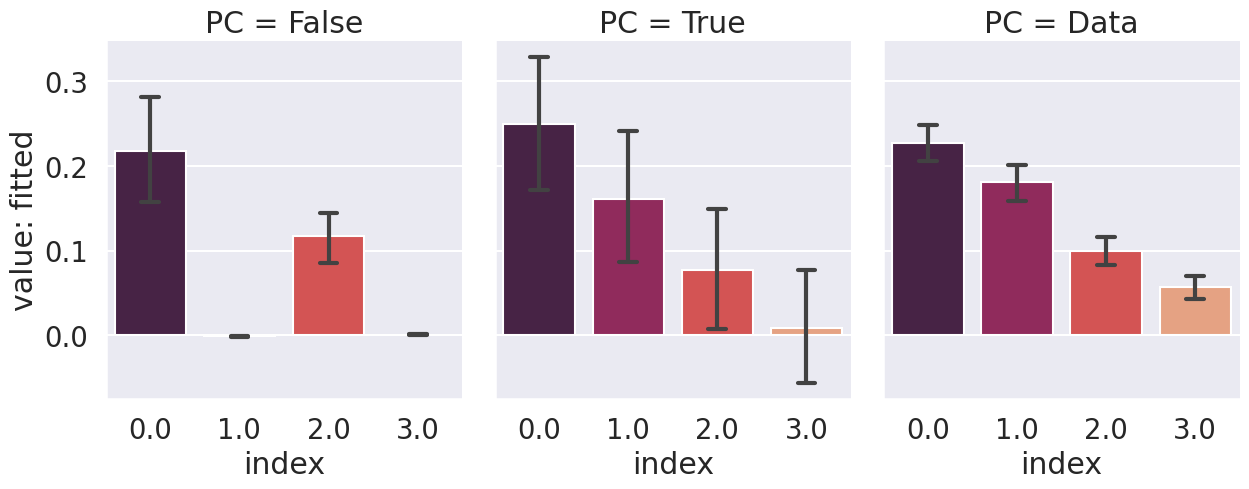 PC = False
PC = True
PC = Data
value: fitted
0.3
0.2
0.1
0.0
0.0 1.0 2.0 3.0
0.0 1.0 2.0 3.0
0.0 1.0 2.0 3.0
index
index
index